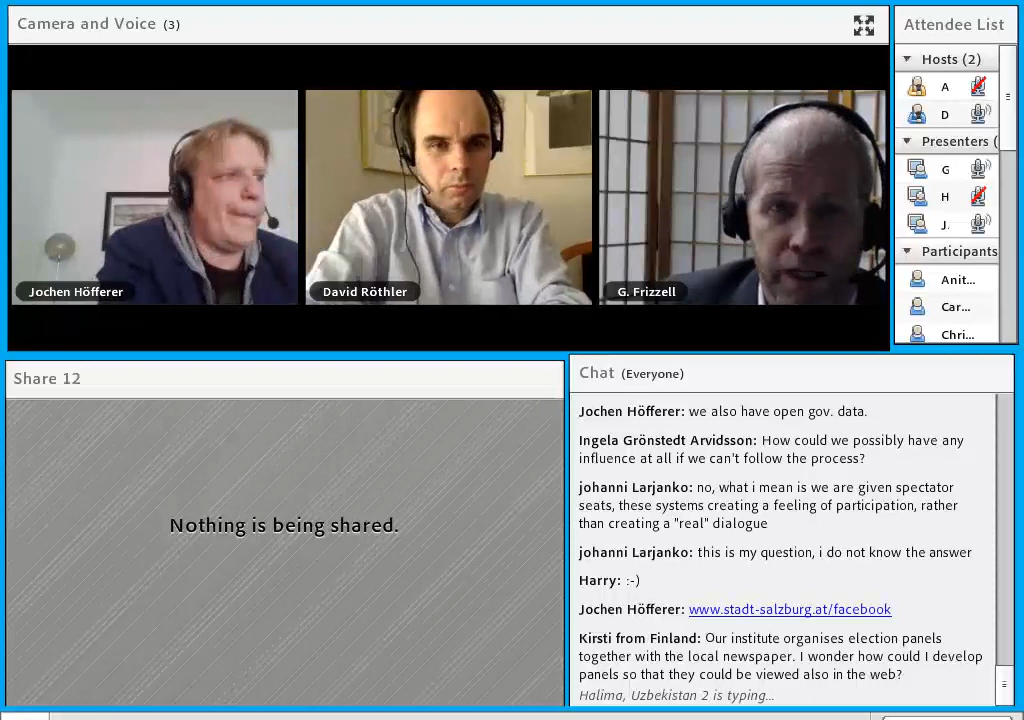 Camera and Voice (3)
Jochen Höfferer
David Röthler
G. Frizzell
Attendee List
Hosts (2)
A
D
Presenters (
G
H
J.
Participants
Anit...
Car...
Chri...
Share 12
Nothing is being shared.
Chat (Everyone)
Jochen Höfferer: we also have open gov. data.
Ingela Grönstedt Arvidsson: How could we possibly have any
influence at all if we can't follow the process?
johanni Larjanko: no, what i mean is we are given spectator
seats, these systems creating a feeling of participation, rather
than creating a "real" dialogue
johanni Larjanko: this is my question, i do not know the answer
Harry: :-)
Jochen Höfferer: www.stadt-salzburg.at/facebook
Kirsti from Finland: Our institute organises election panels
together with the local newspaper. I wonder how could I develop
panels so that they could be viewed also in the web?
Halima, Uzbekistan 2 is typing...